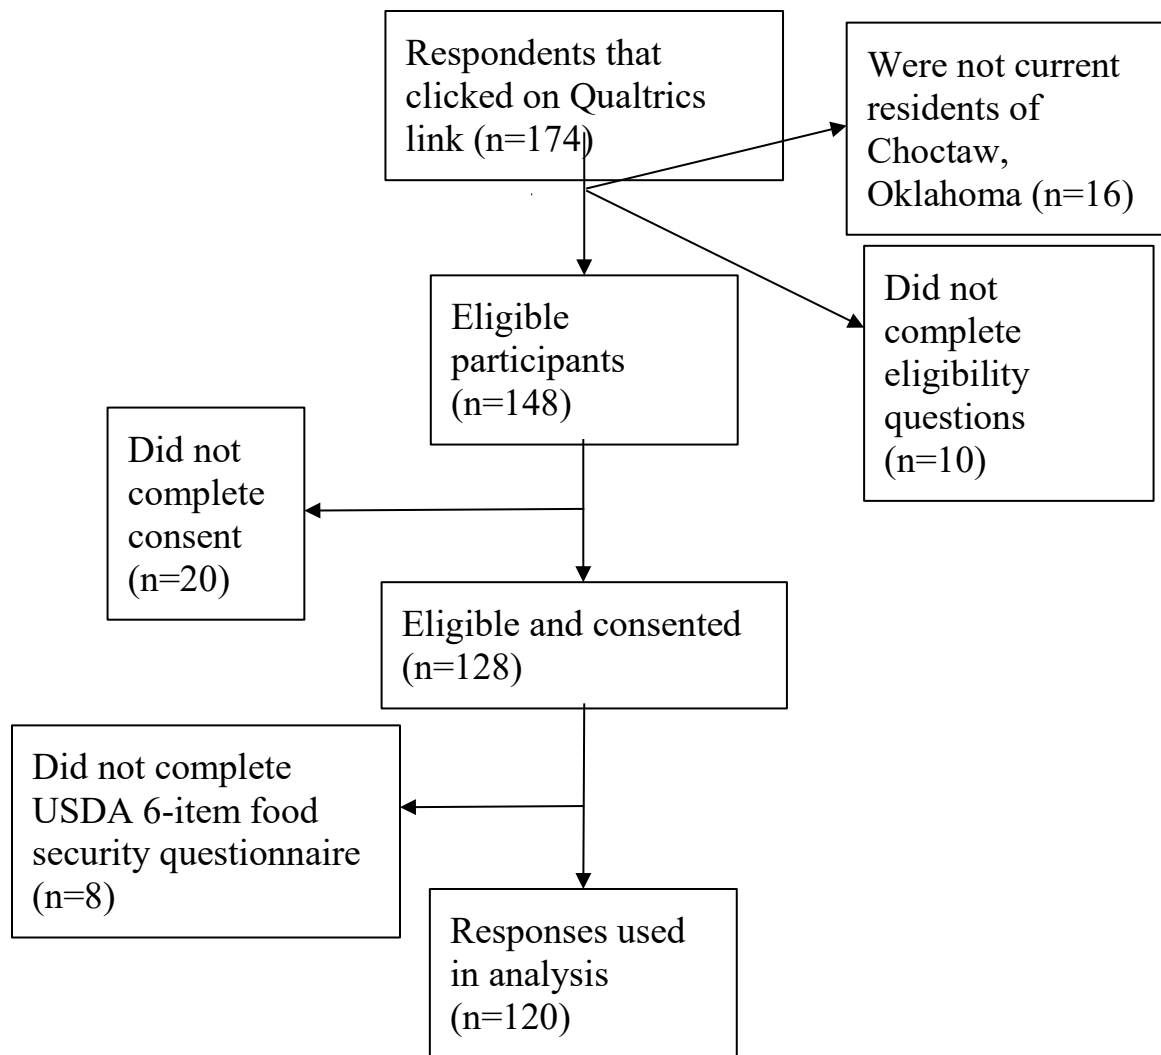 Respondents that
clicked on Qualtrics
link (n=174)
Were not current
residents of
Choctaw,
Oklahoma (n=16)
Did not
complete
eligibility
questions
(n=10)
Eligible
participants
(n=148)
Did not
complete
consent
(n=20)
Eligible and consented
(n=128)
Did not complete
USDA 6-item food
security questionnaire
(n=8)
Responses used
in analysis
(n=120)